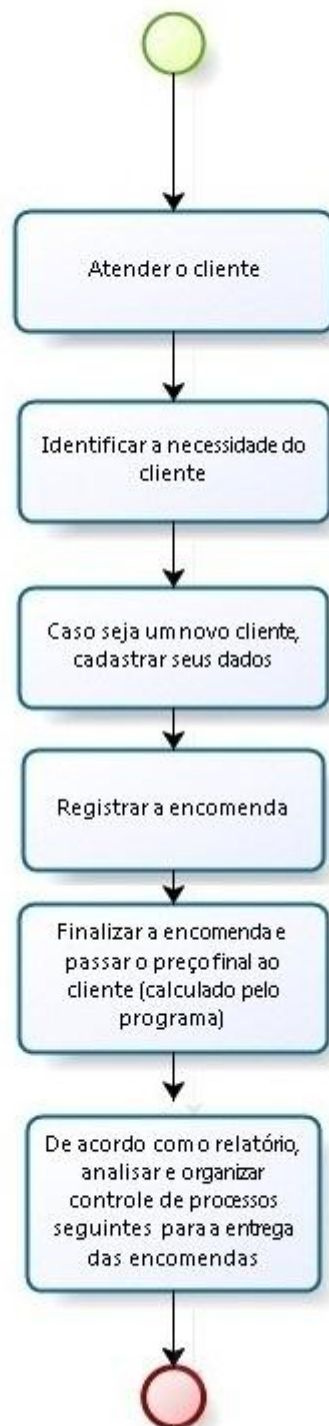 Atender o cliente
Identificar a necessidade do
cliente
Caso seja um novo cliente,
cadastrar seus dados
Registrar a encomenda
Finalizar a encomenda e
passar o preço final ao
cliente (calculado pelo
programa)
De acordo com o relatório,
analisar e organizar
controle de processos
seguintes para a entrega
das encomendas